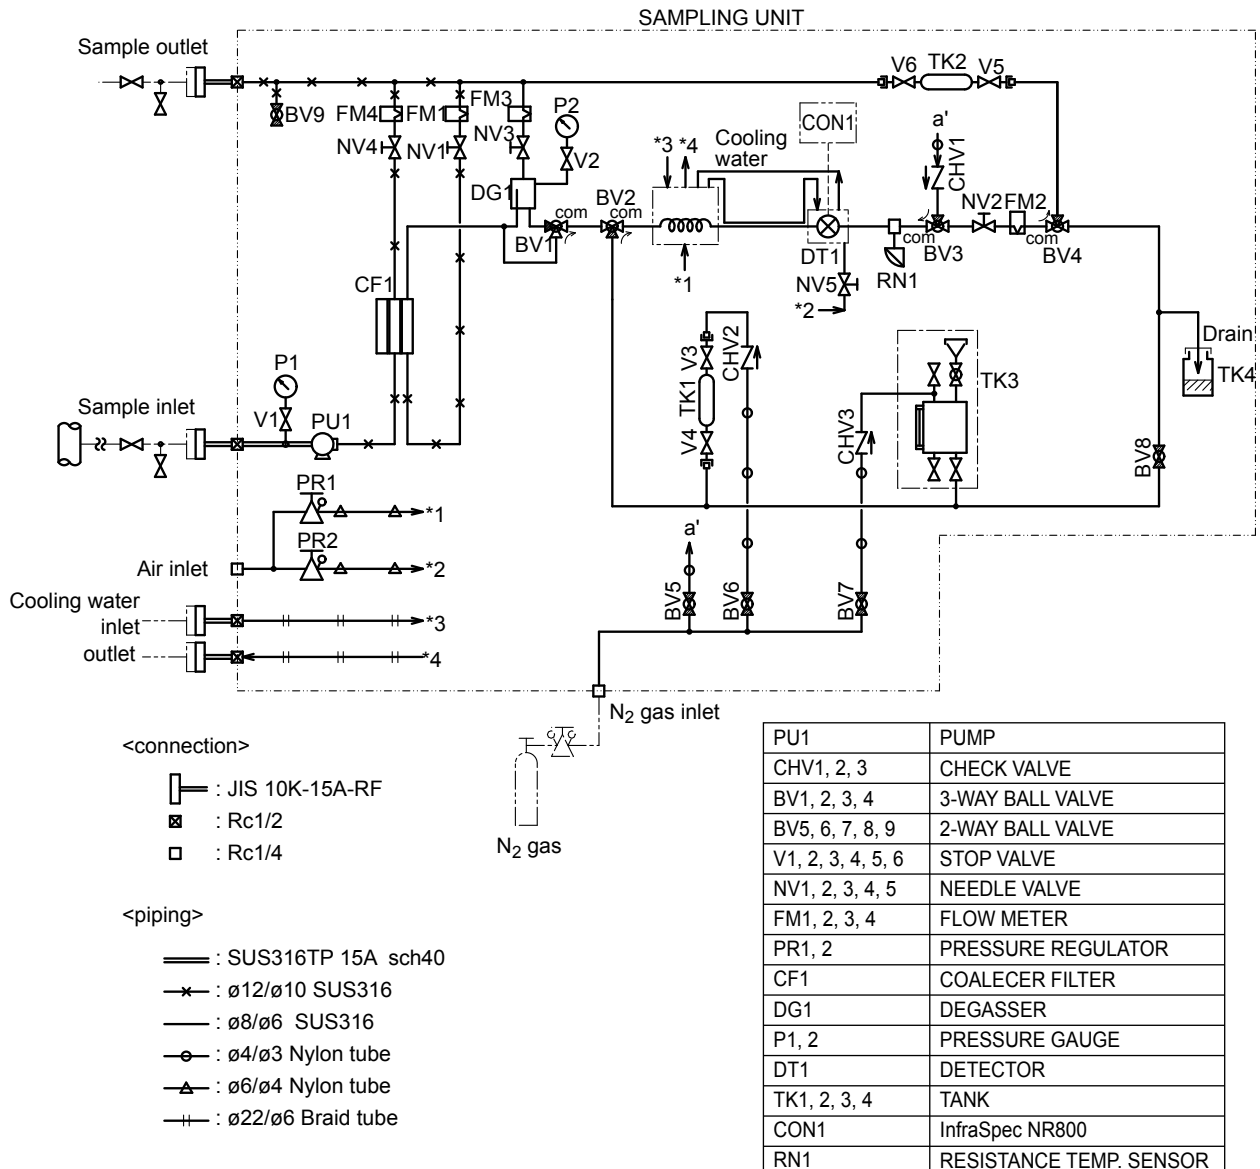 SAMPLING UNIT
Sample outlet
V6 TK2 V5
BV9
FM4
FM1
FM3
P2
CON1
a'
NV4
NV1
NV3
V2
*3 *4
Cooling
water
CHV1
DG1
BV2
NV2 FM2
com
com
BV1
DT1
com
com
RN1
BV3
BV4
CF1
*1
NV5
*2
P1
V3
CHV2
TK1
TK3
Drain
TK4
Sample inlet
V1
PU1
V4
CHV3
BV8
PR1
*1
a'
PR2
Air inlet
*2
BV5
BV6
BV7
Cooling water
inlet
*3
outlet
*4
N2 gas inlet
N2 gas
<connection>
: JIS 10K-15A-RF
: Rc1/2
: Rc1/4
<piping>
: SUS316TP 15A sch40
: ø12/ø10 SUS316
: ø8/ø6 SUS316
: ø4/ø3 Nylon tube
: ø6/ø4 Nylon tube
: ø22/ø6 Braid tube
PU1 PUMP
CHV1, 2, 3 CHECK VALVE
BV1, 2, 3, 4 3-WAY BALL VALVE
BV5, 6, 7, 8, 9 2-WAY BALL VALVE
V1, 2, 3, 4, 5, 6 STOP VALVE
NV1, 2, 3, 4, 5 NEEDLE VALVE
FM1, 2, 3, 4 FLOW METER
PR1, 2 PRESSURE REGULATOR
CF1 COALECER FILTER
DG1 DEGASSER
P1, 2 PRESSURE GAUGE
DT1 DETECTOR
TK1, 2, 3, 4 TANK
CON1 InfraSpec NR800
RN1 RESISTANCE TEMP. SENSOR